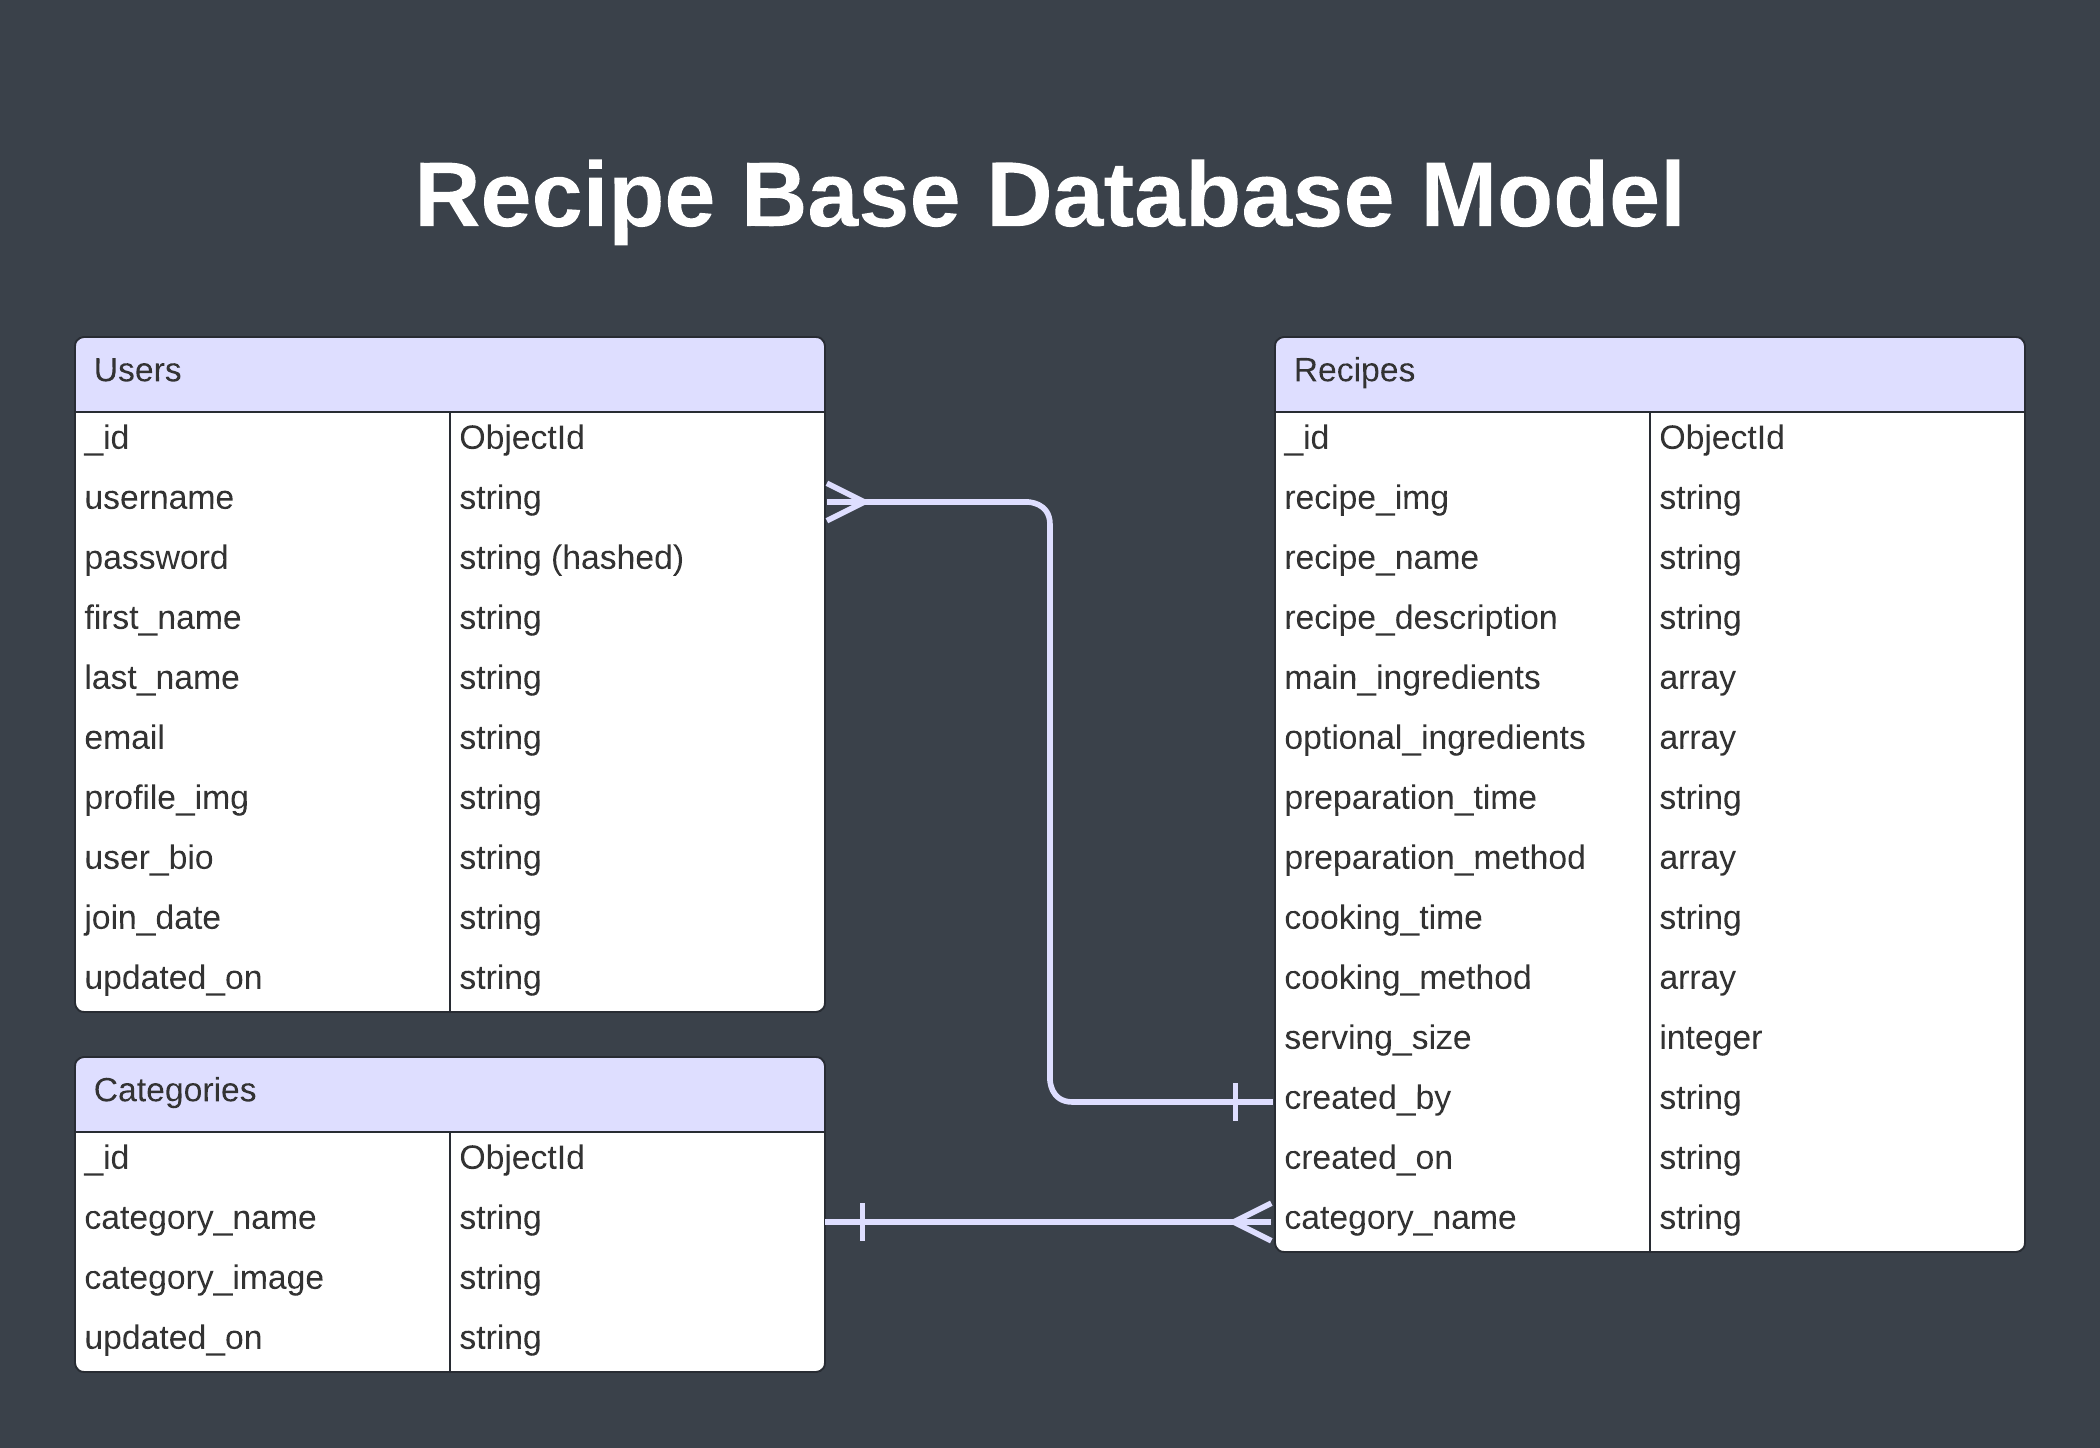 Recipe Base Database Model
Users
_id ObjectId
username string
password string (hashed)
first_name string
last_name string
email string
profile_img string
user_bio string
join_date string
updated_on string
Categories
_id ObjectId
category_name string
category_image string
updated_on string
Recipes
_id ObjectId
recipe_img string
recipe_name string
recipe_description string
main_ingredients array
optional_ingredients array
preparation_time string
preparation_method array
cooking_time string
cooking_method array
serving_size integer
created_by string
created_on string
category_name string